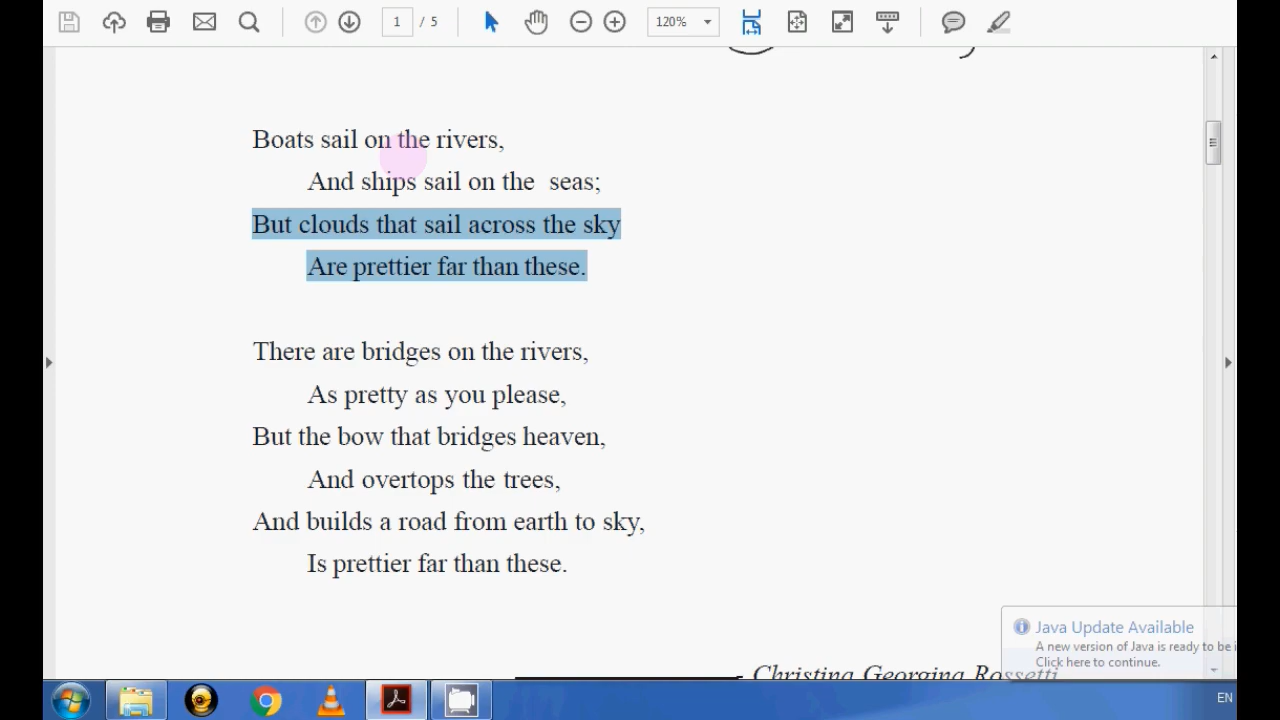 1 / 5
120%
Boats sail on the rivers,
And ships sail on the seas;
But clouds that sail across the sky
Are prettier far than these.
There are bridges on the rivers,
As pretty as you please,
But the bow that bridges heaven,
And overtops the trees,
And builds a road from earth to sky,
Is prettier far than these.
Christina Georgina Rossetti
Java Update Available
A new version of Java is ready to be
Click here to continue.
EN